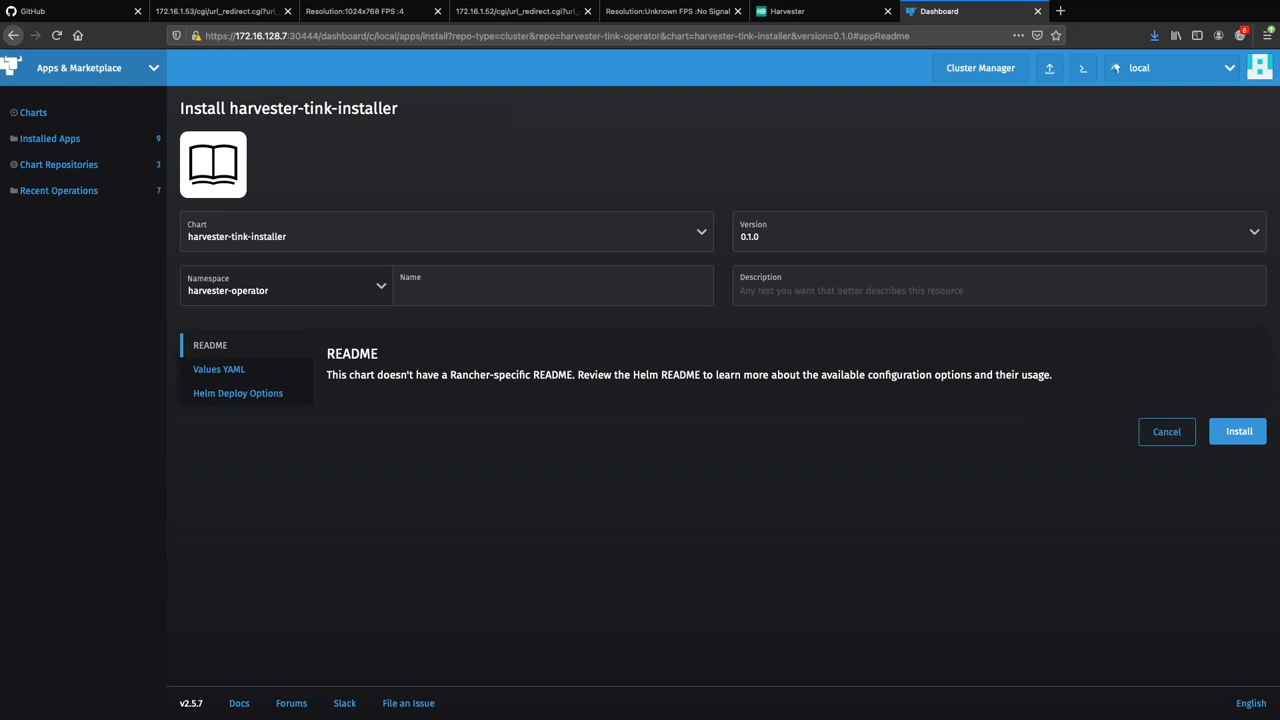 GitHub
172.16.1.53/cgi/url_redirect.cgi?url_
Resolution:1024x768 FPS :4
172.16.1.52/cgi/url_redirect.cgi?url_
Resolution:Unknown FPS :No Signal
Harvester
Dashboard
https://172.16.128.7:30444/dashboard/c/local/apps/install?repo-type=cluster&repo=harvester-tink-operator&chart=harvester-tink-installer&version=0.1.0#appReadme
Apps & Marketplace
Cluster Manager
local
Charts
Installed Apps 9
Chart Repositories 3
Recent Operations 7
Install harvester-tink-installer
Chart
harvester-tink-installer
Version
0.1.0
Namespace
harvester-operator
Name
Description
Any text you want that better describes this resource
README
Values YAML
Helm Deploy Options
README
This chart doesn't have a Rancher-specific README. Review the Helm README to learn more about the available configuration options and their usage.
Cancel
Install
v2.5.7
Docs
Forums
Slack
File an Issue
English